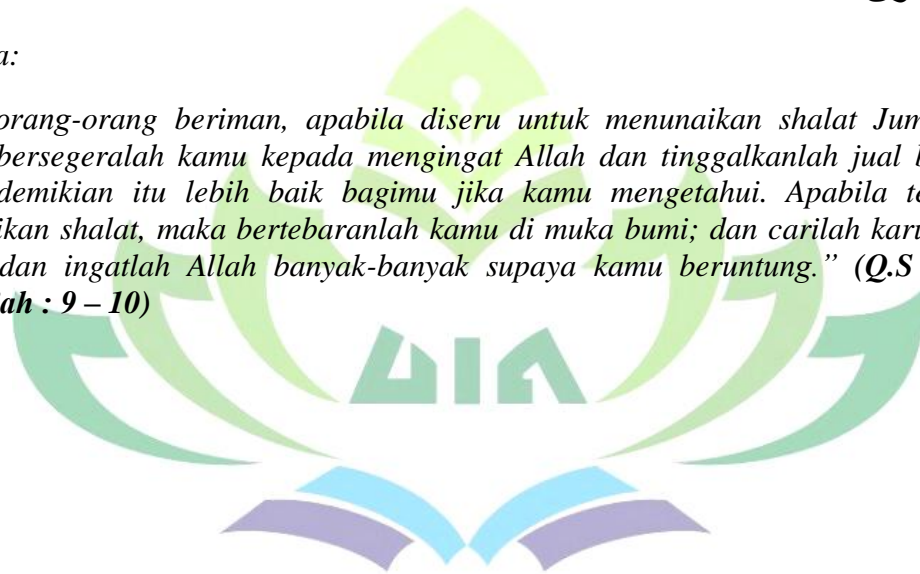 a:
orang-orang beriman, apabila diseru untuk menunaikan shalat Jum
bersegeralah kamu kepada mengingat Allah dan tinggalkanlah jual
demikian itu lebih baik bagimu jika kamu mengetahui. Apabila te
ikan shalat, maka bertebaranlah kamu di muka bumi; dan carilah karu
dan ingatlah Allah banyak-banyak supaya kamu beruntung.” (Q.S
ah : 9 – 10)
UIN